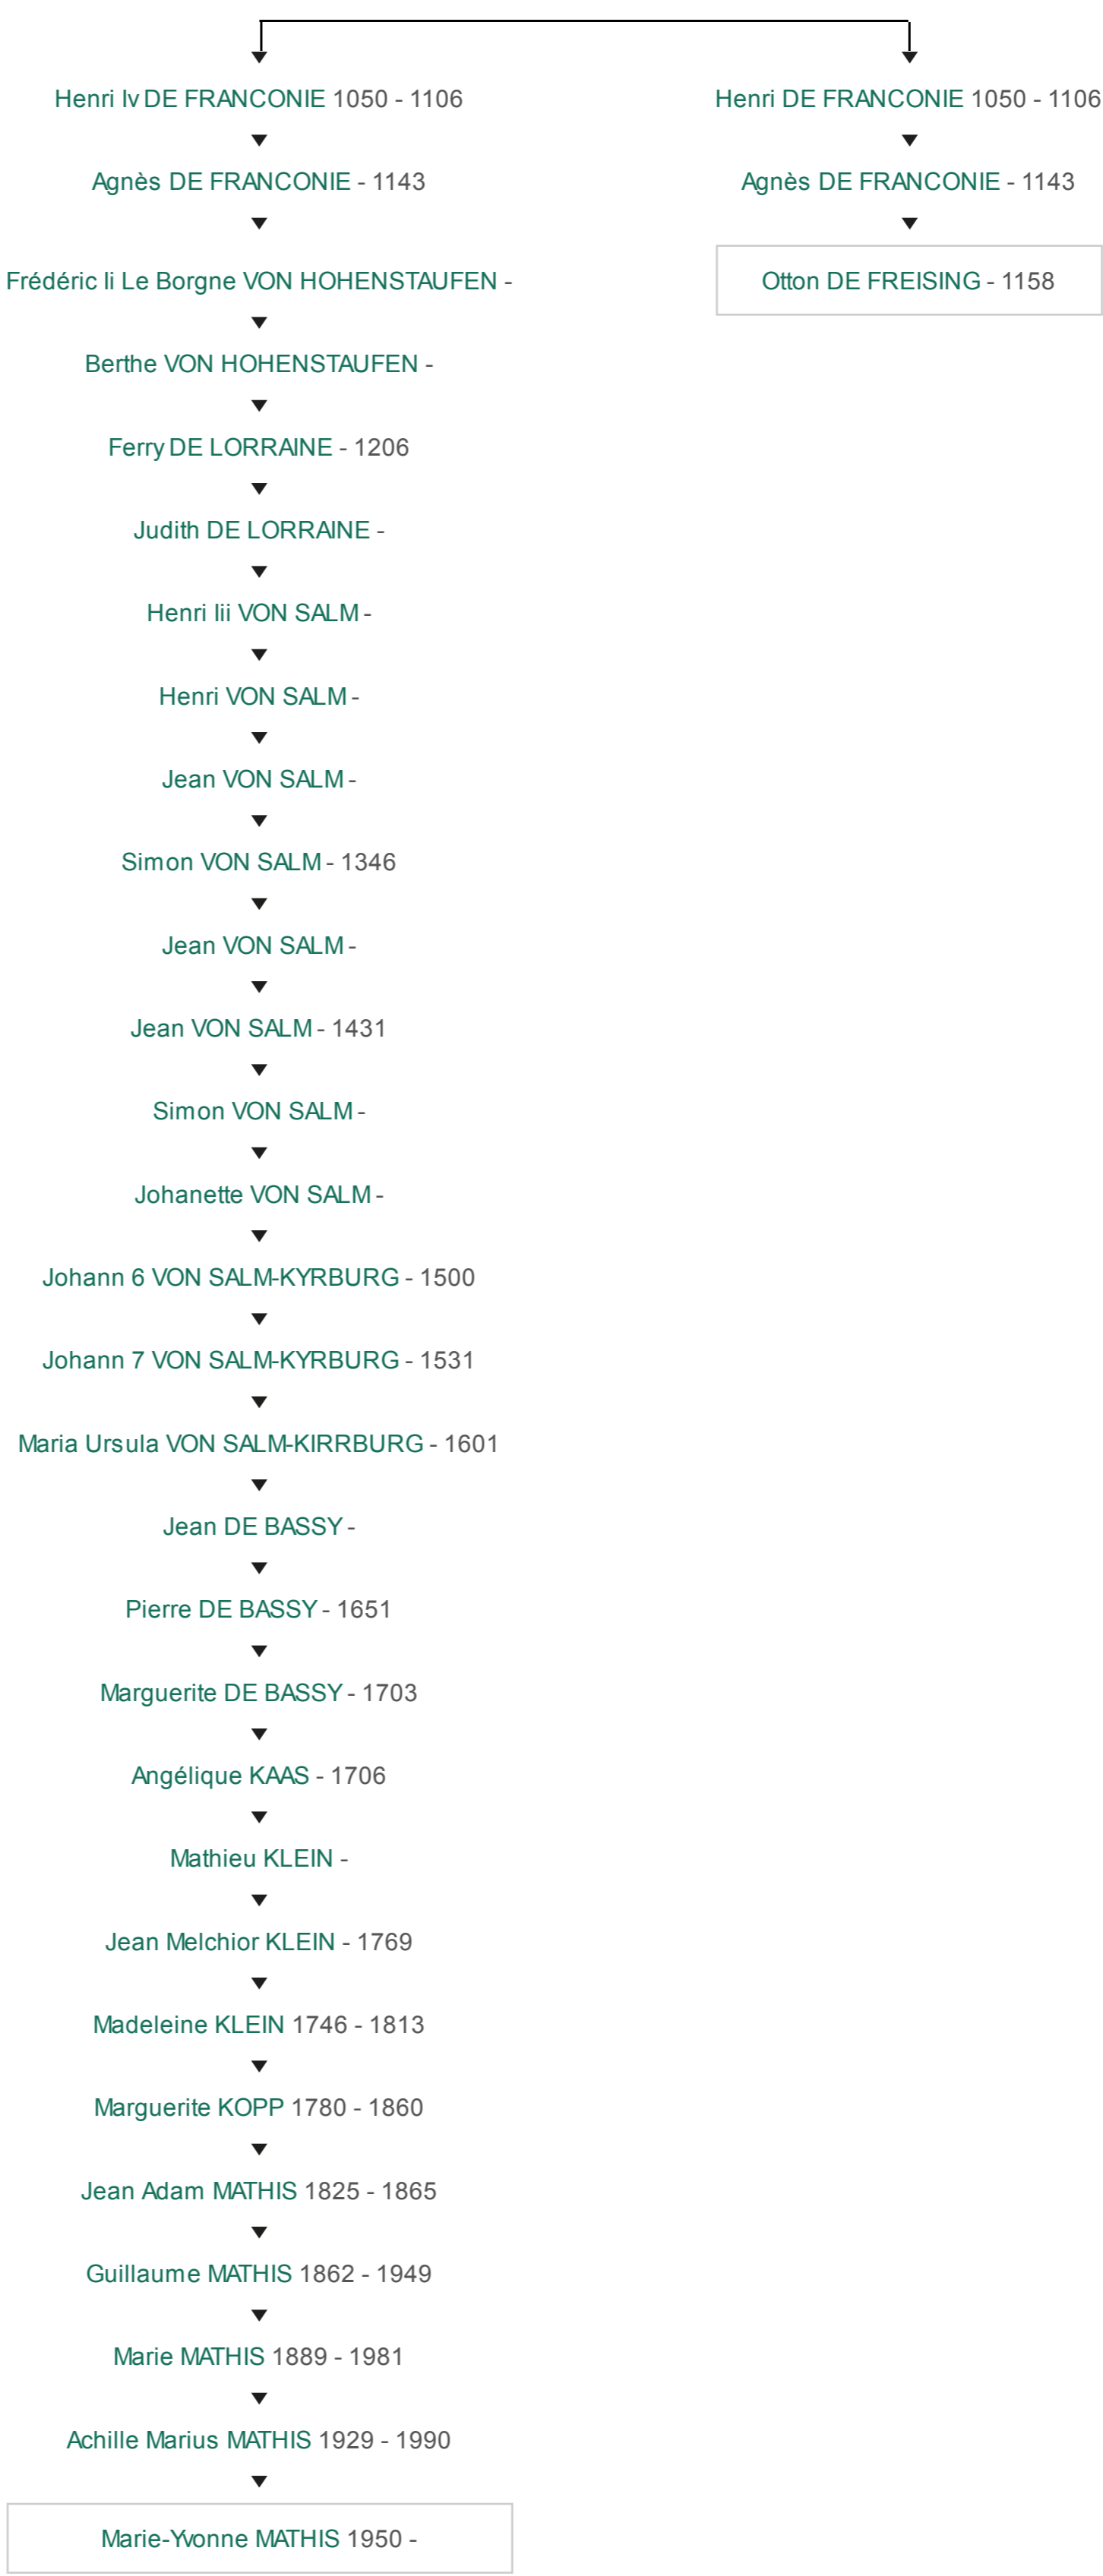 Henri Iv DE FRANCONIE 1050 - 1106
Agnès DE FRANCONIE - 1143
Frédéric Ii Le Borgne VON HOHENSTAUFEN -
Berthe VON HOHENSTAUFEN -
Ferry DE LORRAINE - 1206
Judith DE LORRAINE -
Henri Iii VON SALM -
Henri VON SALM -
Jean VON SALM -
Simon VON SALM - 1346
Jean VON SALM -
Jean VON SALM - 1431
Simon VON SALM -
Johanette VON SALM -
Johann 6 VON SALM-KYRBURG - 1500
Johann 7 VON SALM-KYRBURG - 1531
Maria Ursula VON SALM-KIRRBURG - 1601
Jean DE BASSY -
Pierre DE BASSY - 1651
Marguerite DE BASSY - 1703
Angélique KAAS - 1706
Mathieu KLEIN -
Jean Melchior KLEIN - 1769
Madeleine KLEIN 1746 - 1813
Marguerite KOPP 1780 - 1860
Jean Adam MATHIS 1825 - 1865
Guillaume MATHIS 1862 - 1949
Marie MATHIS 1889 - 1981
Achille Marius MATHIS 1929 - 1990
Marie-Yvonne MATHIS 1950 -
Henri DE FRANCONIE 1050 - 1106
Agnès DE FRANCONIE - 1143
Otton DE FREISING - 1158